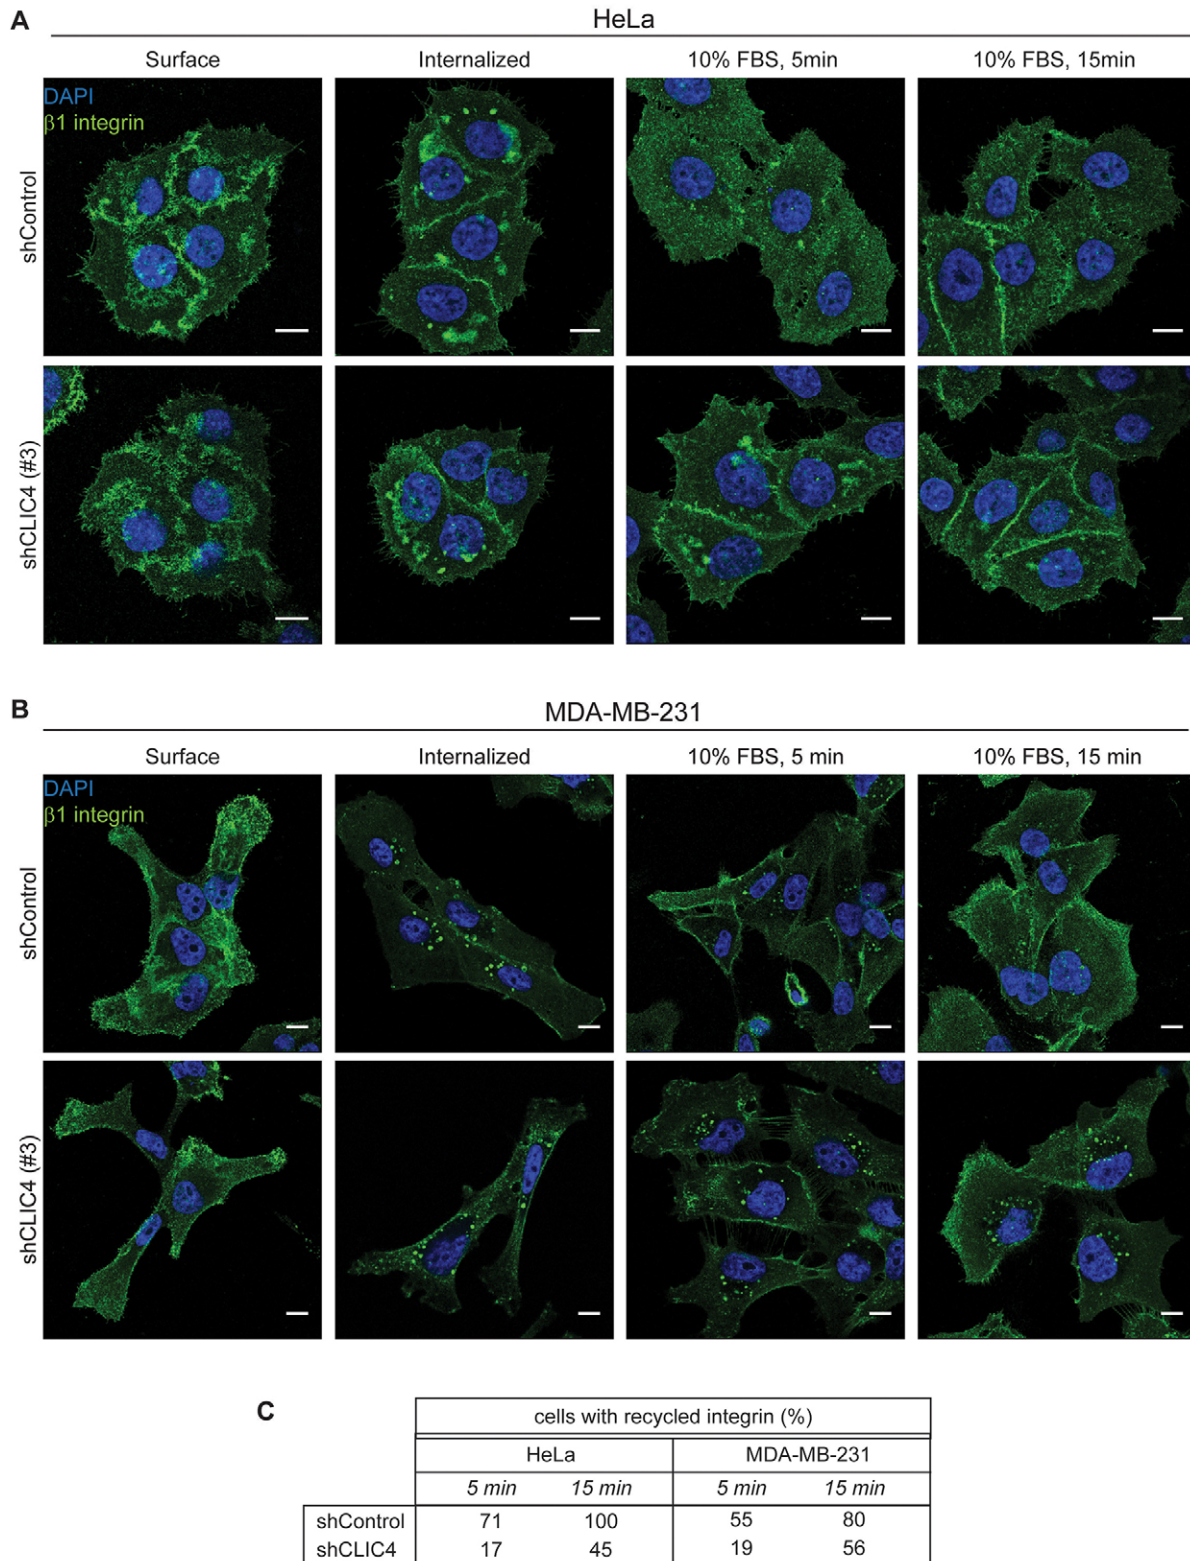 A
HeLa
Surface Internalized 10% FBS, 5min 10% FBS, 15min
DAPI
β1 integrin
shControl
shCLIC4 (#3)
B
MDA-MB-231
Surface Internalized 10% FBS, 5 min 10% FBS, 15 min
DAPI
β1 integrin
shControl
shCLIC4 (#3)
C
cells with recycled integrin (%)
HeLa MDA-MB-231
5 min 15 min 5 min 15 min
shControl 71 100 55 80
shCLIC4 17 45 19 56